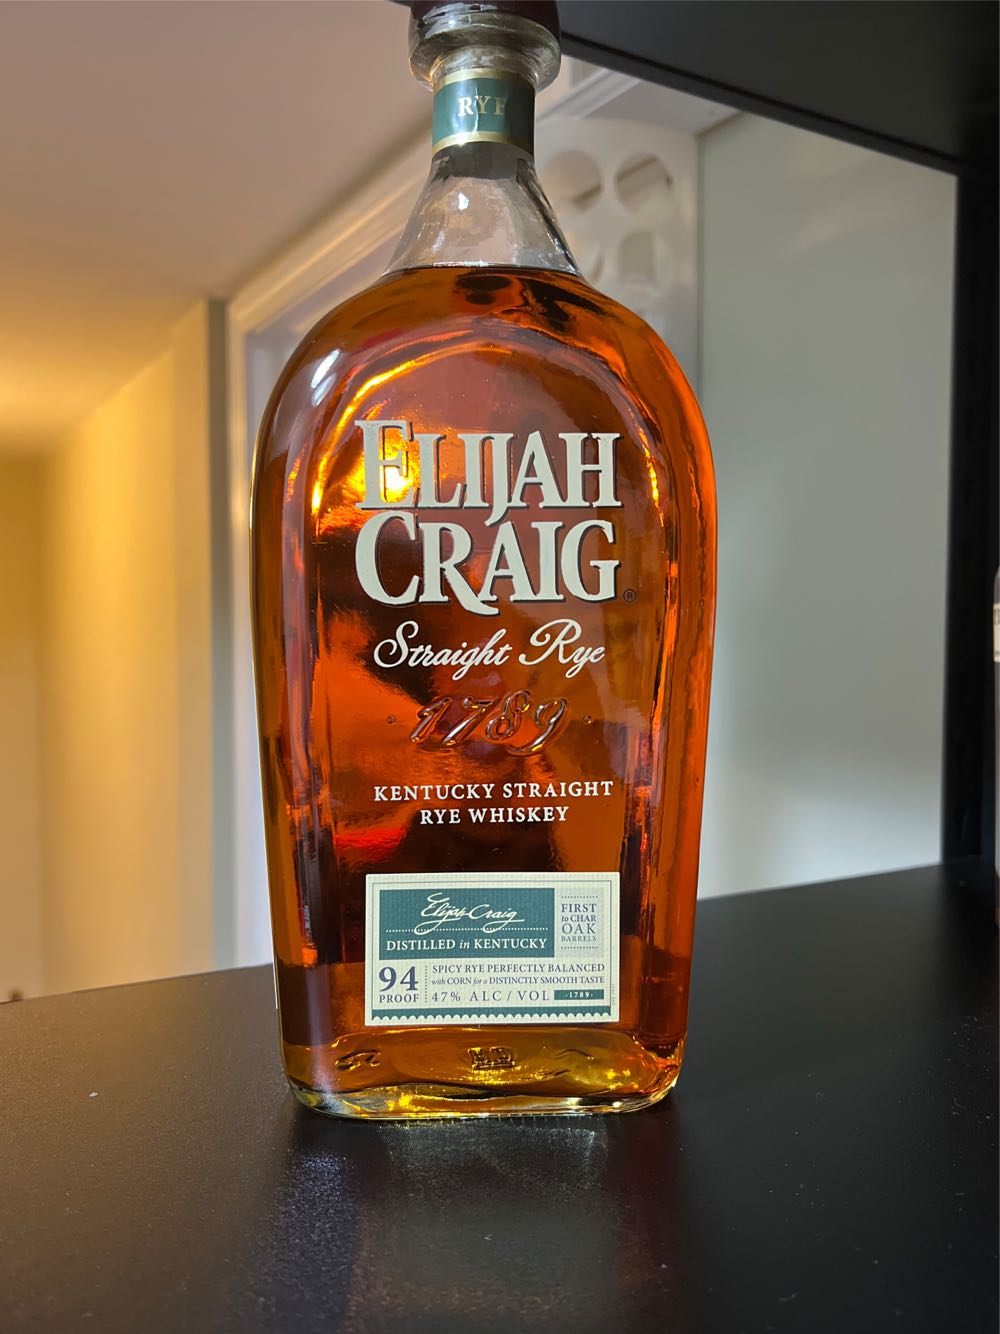 RYE
ELIJAH
CRAIG®
Straight Rye
1789
KENTUCKY STRAIGHT
RYE WHISKEY
Elijah Craig
DISTILLED in KENTUCKY
FIRST
to CHAR
OAK
BARRELS
94
PROOF
SPICY RYE PERFECTLY BALANCED
with CORN for a DISTINCTLY SMOOTH TASTE
47% ALC/VOL
·1789·
HD